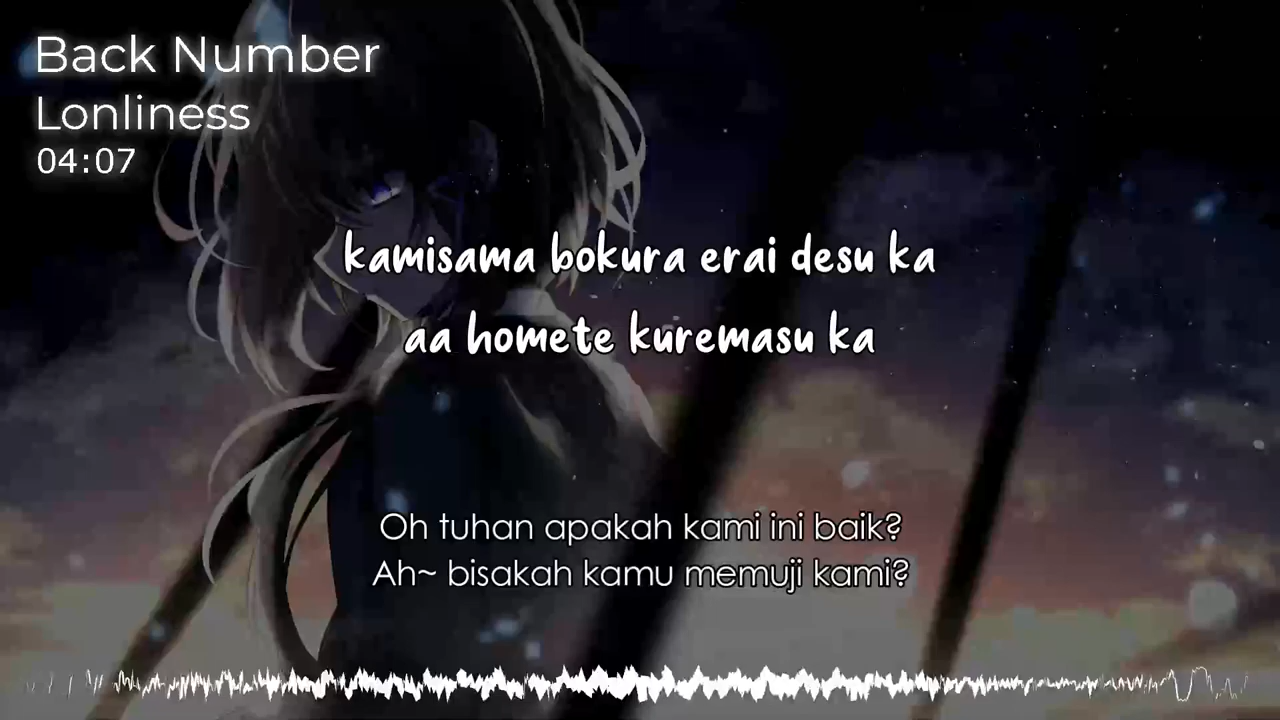 Back Number
Lonliness
04:07
kamisama bokura erai desu ka
aa homete kuremasu ka
Oh tuhan apakah kami ini baik?
Ah~ bisakah kamu memuji kami?